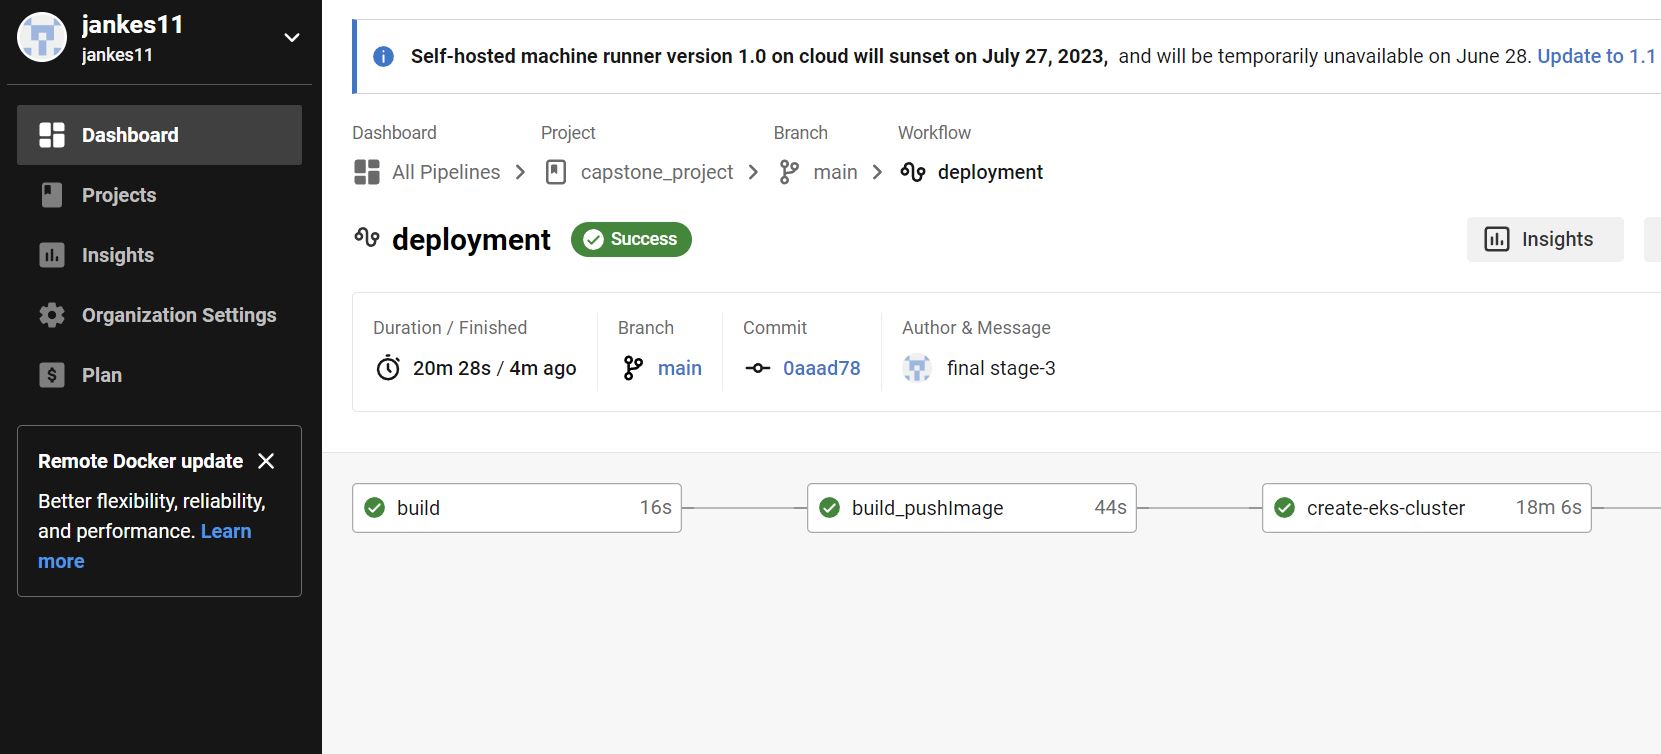 jankes11
jankes11
Dashboard
Projects
Insights
Organization Settings
Plan
Remote Docker update
Better flexibility, reliability,
and performance. Learn
more
Self-hosted machine runner version 1.0 on cloud will sunset on July 27, 2023, and will be temporarily unavailable on June 28. Update to 1.1
Dashboard Project Branch Workflow
All Pipelines capstone_project main deployment
deployment Success Insights
Duration / Finished Branch Commit Author & Message
20m 28s / 4m ago main 0aaad78 final stage-3
build 16s build_pushImage 44s create-eks-cluster 18m 6s